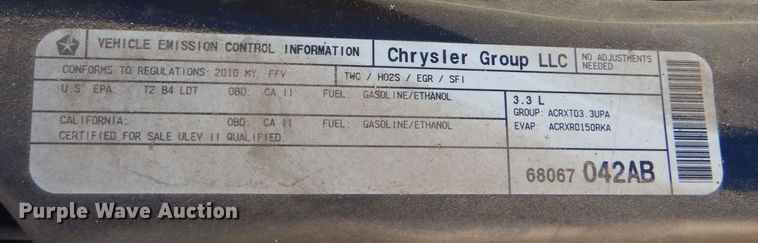 VEHICLE EMISSION CONTROL INFORMATION Chrysler Group LLC NO ADJUSTMENTS NEEDED
CONFORMS TO REGULATIONS: 2010 MY, FFV TWC / HO2S / EGR / SFI
U.S. EPA: T2 B4 LDT OBD: CA II FUEL: GASOLINE/ETHANOL
3.3 L
GROUP: ACRXT03.3UPA
CALIFORNIA: OBD: CA II FUEL: GASOLINE/ETHANOL
EVAP: ACRXR0150RKA
CERTIFIED FOR SALE ULEV II QUALIFIED.
68067 042AB
Purple Wave Auction